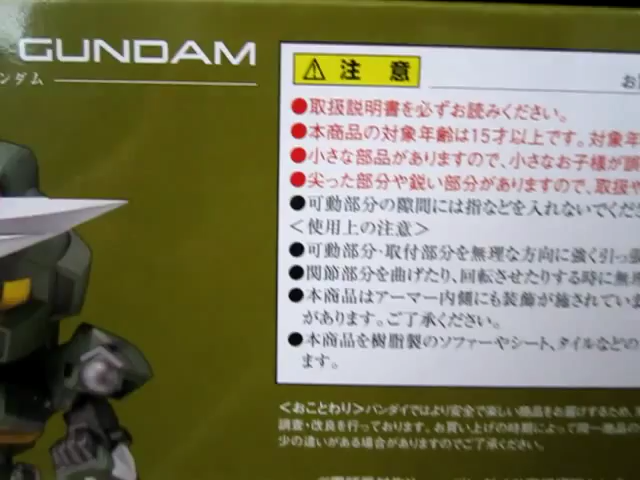 GUNDAM
ンダム
⚠ 注 意
お
●取扱説明書を必ずお読みください。
●本商品の対象年齢は15才以上です。対象年
●小さな部品がありますので、小さなお子様が誤
●尖った部分や鋭い部分がありますので、取扱や
●可動部分の隙間には指などを入れないでくだ
＜使用上の注意＞
●可動部分・取付部分を無理な方向に強く引っ張
●関節部分を曲げたり、回転させたりする時に無
●本商品はアーマー内側にも装飾が施されていま
があります。ご了承ください。
●本商品を樹脂製のソファーやシート、タイルなどの
ます。
＜おことわり＞バンダイではより安全で楽しい商品をお届けするため、
調査・改良を行っております。お買い上げの時期によって同一商品の
少の違いがある場合がありますのでご了承ください。